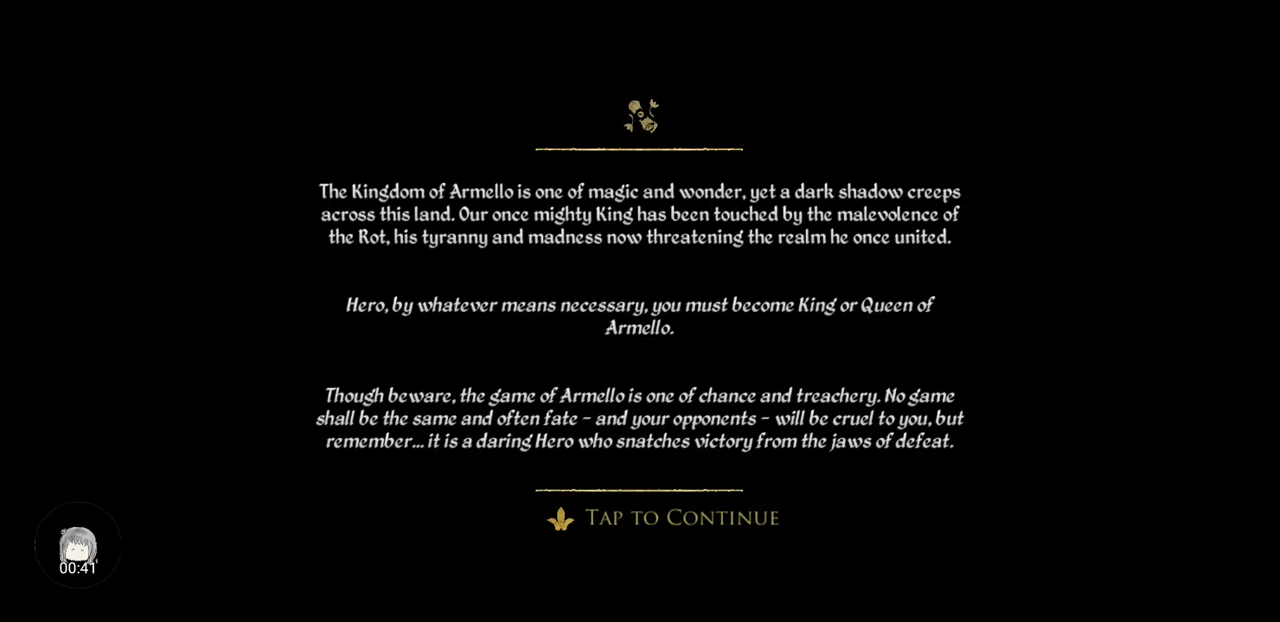 The Kingdom of Armello is one of magic and wonder, yet a dark shadow creeps
across this land. Our once mighty King has been touched by the malevolence of
the Rot, his tyranny and madness now threatening the realm he once united.
Hero, by whatever means necessary, you must become King or Queen of
Armello.
Though beware, the game of Armello is one of chance and treachery. No game
shall be the same and often fate - and your opponents - will be cruel to you, but
remember... it is a daring Hero who snatches victory from the jaws of defeat.
Tap to Continue
00:41